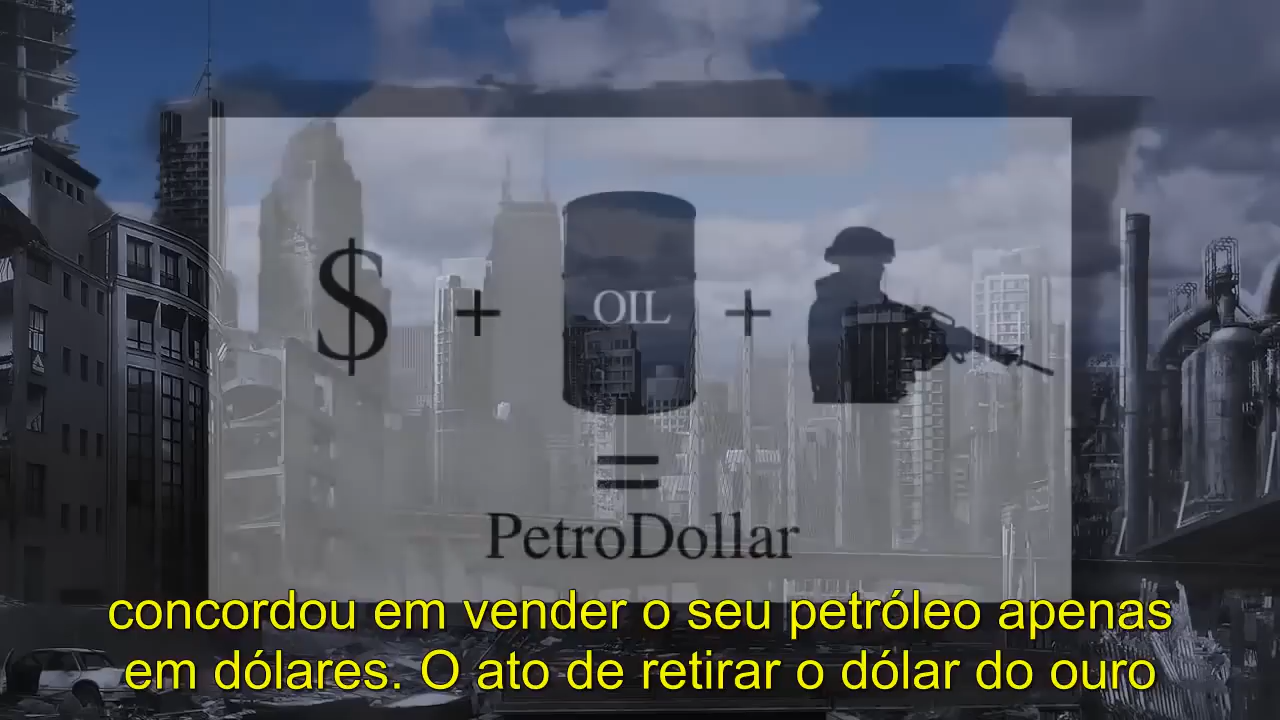 $ + OIL +
=
PetroDollar
concordou em vender o seu petróleo apenas
em dólares. O ato de retirar o dólar do ouro